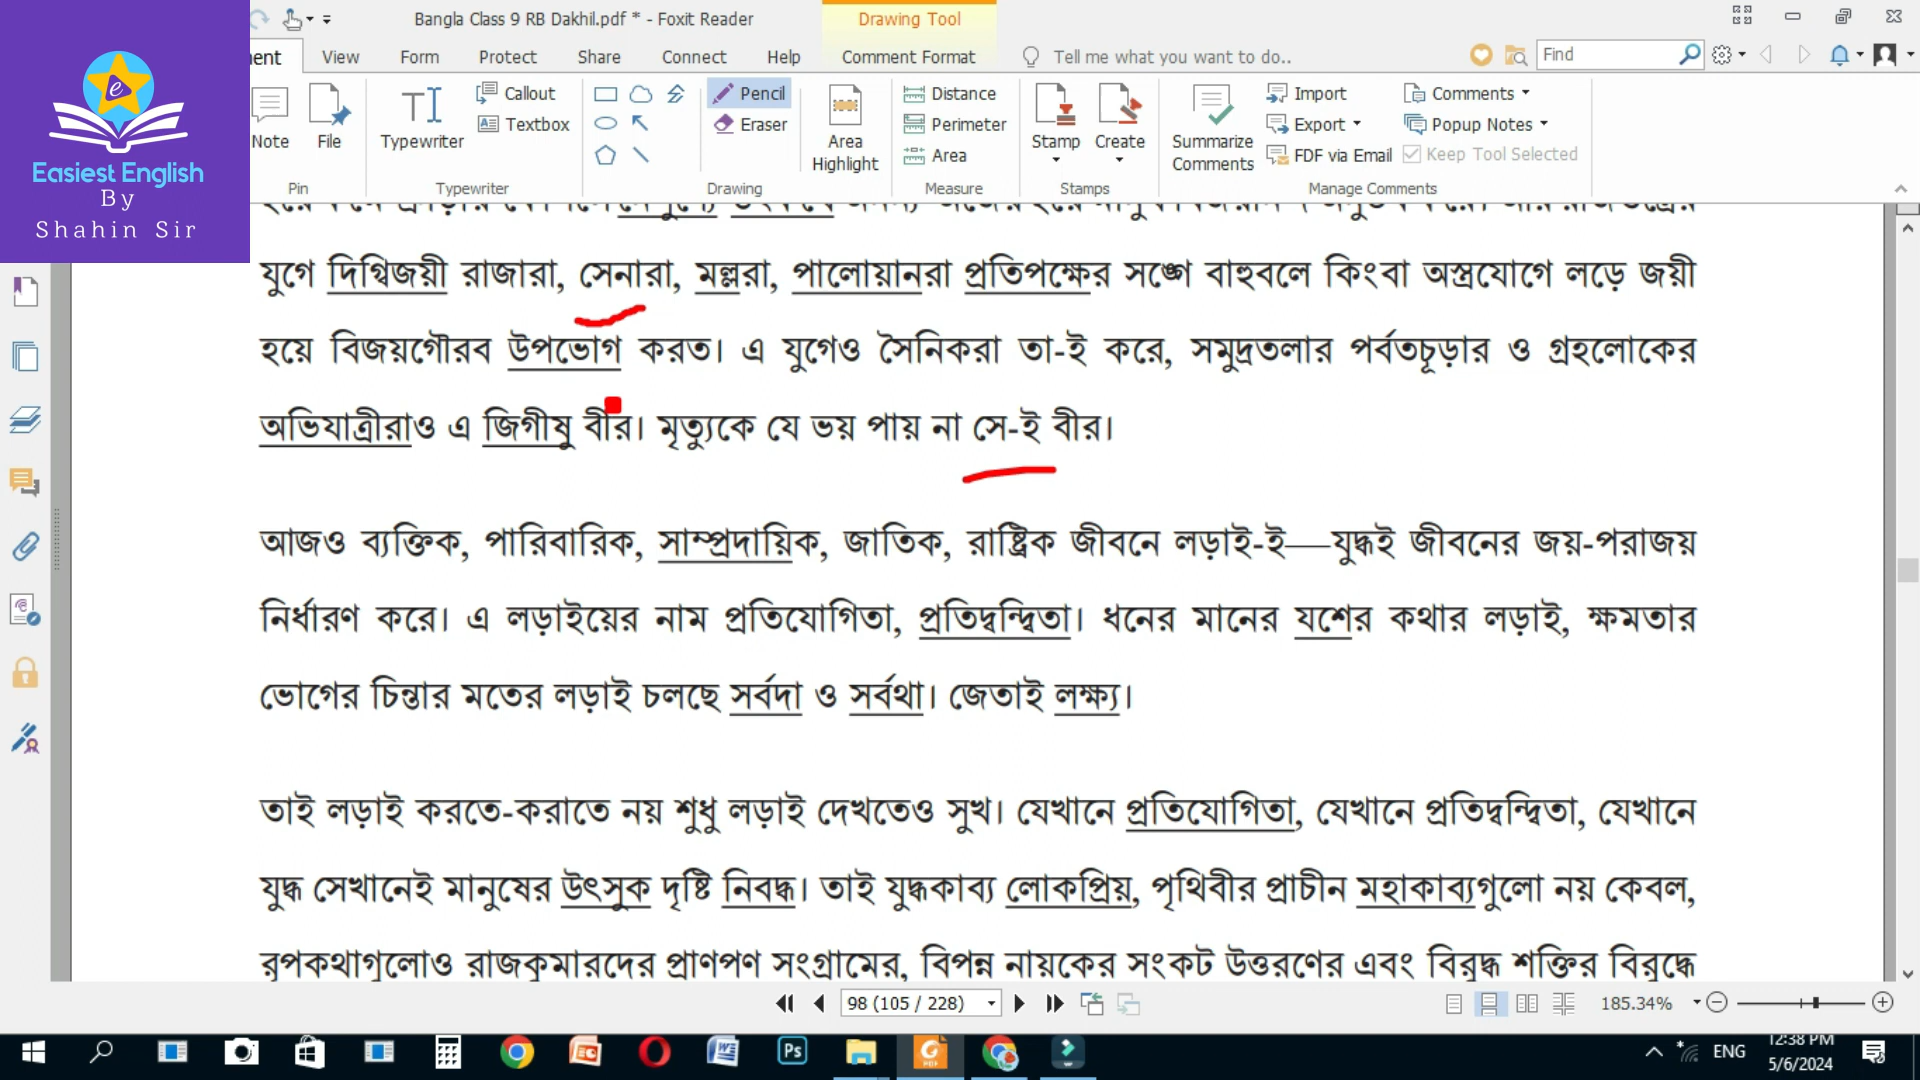 Bangla Class 9 RB Dakhil.pdf * - Foxit Reader
Drawing Tool
View
Form
Protect
Share
Connect
Help
Comment Format
Tell me what you want to do..
Find
Note
File
Typewriter
Callout
Textbox
Pencil
Eraser
Area Highlight
Distance
Perimeter
Area
Stamp
Create
Summarize Comments
Import
Export
FDF via Email
Comments
Popup Notes
Keep Tool Selected
Pin
Typewriter
Drawing
Measure
Stamps
Manage Comments
e
Easiest English
By
Shahin Sir
যুগে দিগ্বিজয়ী রাজারা, সেনারা, মল্লরা, পালোয়ানরা প্রতিপক্ষের সঙ্গে বাহুবলে কিংবা অস্ত্রযোগে লড়ে জয়ী
হয়ে বিজয়গৌরব উপভোগ করত। এ যুগেও সৈনিকরা তা-ই করে, সমুদ্রতলার পর্বতচূড়ার ও গ্রহলোকের
অভিযাত্রীরাও এ জিগীষু বীর। মৃত্যুকে যে ভয় পায় না সে-ই বীর।
আজও ব্যক্তিক, পারিবারিক, সাম্প্রদায়িক, জাতিক, রাষ্ট্রিক জীবনে লড়াই-ই—যুদ্ধই জীবনের জয়-পরাজয়
নির্ধারণ করে। এ লড়াইয়ের নাম প্রতিযোগিতা, প্রতিদ্বন্দ্বিতা। ধনের মানের যশের কথার লড়াই, ক্ষমতার
ভোগের চিন্তার মতের লড়াই চলছে সর্বদা ও সর্বথা। জেতাই লক্ষ্য।
তাই লড়াই করতে-করাতে নয় শুধু লড়াই দেখতেও সুখ। যেখানে প্রতিযোগিতা, যেখানে প্রতিদ্বন্দ্বিতা, যেখানে
যুদ্ধ সেখানেই মানুষের উৎসুক দৃষ্টি নিবদ্ধ। তাই যুদ্ধকাব্য লোকপ্রিয়, পৃথিবীর প্রাচীন মহাকাব্যগুলো নয় কেবল,
রূপকথাগুলোও রাজকুমারদের প্রাণপণ সংগ্রামের, বিপন্ন নায়কের সংকট উত্তরণের এবং বিরুদ্ধ শক্তির বিরুদ্ধে
98 (105 / 228)
185.34%
ENG
12:38 PM
5/6/2024